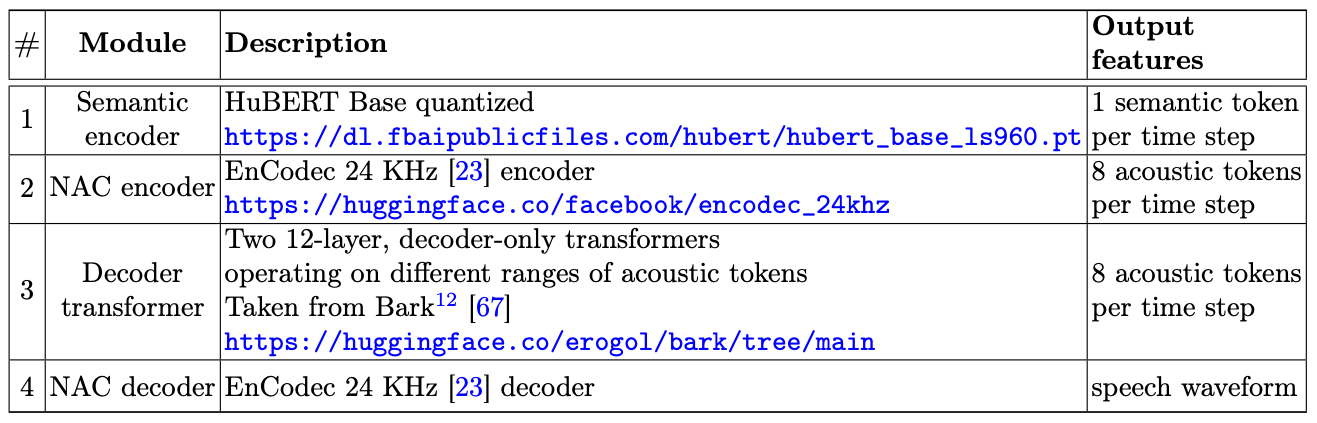 # Module Description Output features
1 Semantic encoder HuBERT Base quantized https://dl.fbaipublicfiles.com/hubert/hubert_base_ls960.pt 1 semantic token per time step
2 NAC encoder EnCodec 24 KHz [23] encoder https://huggingface.co/facebook/encodec_24khz 8 acoustic tokens per time step
3 Decoder transformer Two 12-layer, decoder-only transformers operating on different ranges of acoustic tokens Taken from Bark12 [67] https://huggingface.co/erogol/bark/tree/main 8 acoustic tokens per time step
4 NAC decoder EnCodec 24 KHz [23] decoder speech waveform